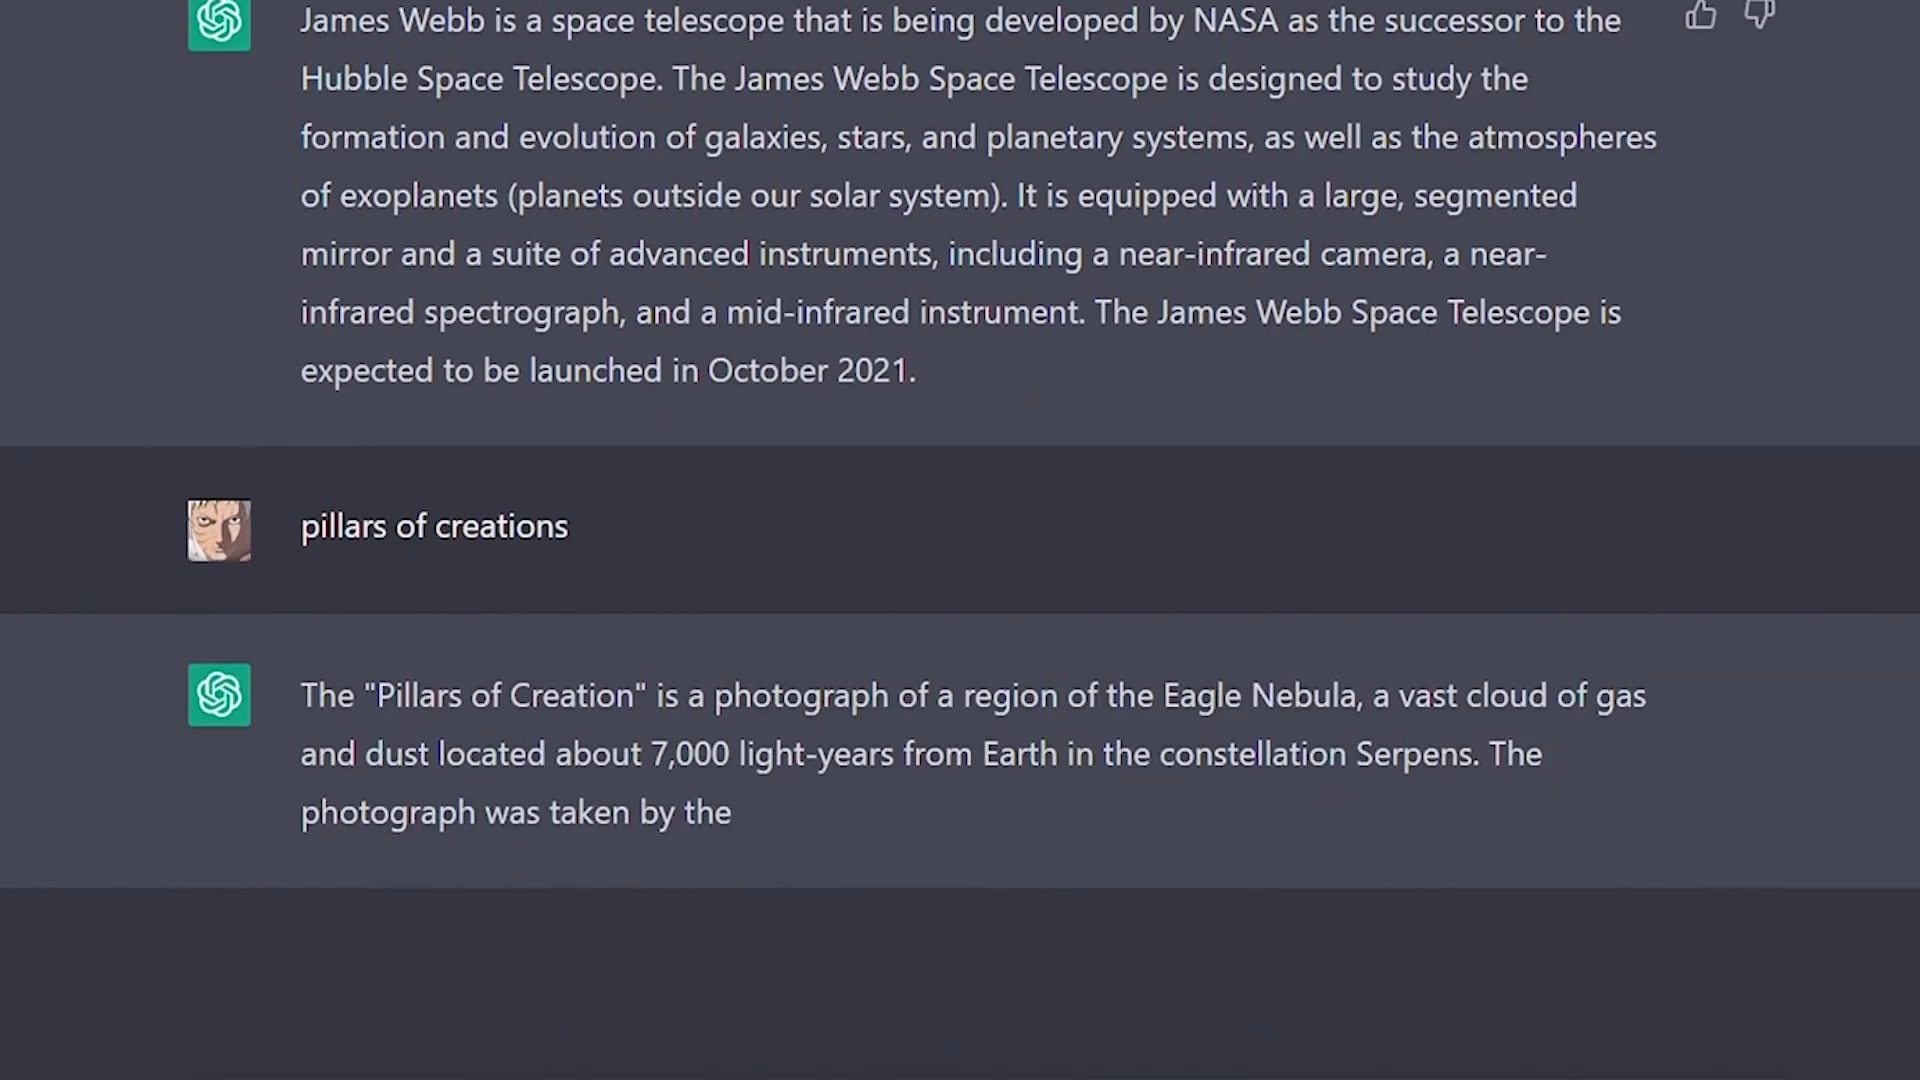 James Webb is a space telescope that is being developed by NASA as the successor to the
Hubble Space Telescope. The James Webb Space Telescope is designed to study the
formation and evolution of galaxies, stars, and planetary systems, as well as the atmospheres
of exoplanets (planets outside our solar system). It is equipped with a large, segmented
mirror and a suite of advanced instruments, including a near-infrared camera, a near-
infrared spectrograph, and a mid-infrared instrument. The James Webb Space Telescope is
expected to be launched in October 2021.
pillars of creations
The "Pillars of Creation" is a photograph of a region of the Eagle Nebula, a vast cloud of gas
and dust located about 7,000 light-years from Earth in the constellation Serpens. The
photograph was taken by the